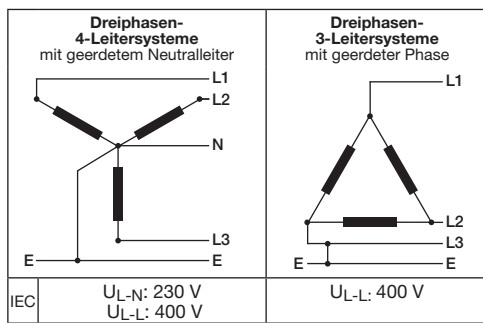 Dreiphasen-
4-Leitersysteme
mit geerdetem Neutralleiter
L1
L2
N
L3
E
E
Dreiphasen-
3-Leitersysteme
mit geerdeter Phase
L1
L2
L3
E
E
IEC
UL-N: 230 V
UL-L: 400 V
UL-L: 400 V